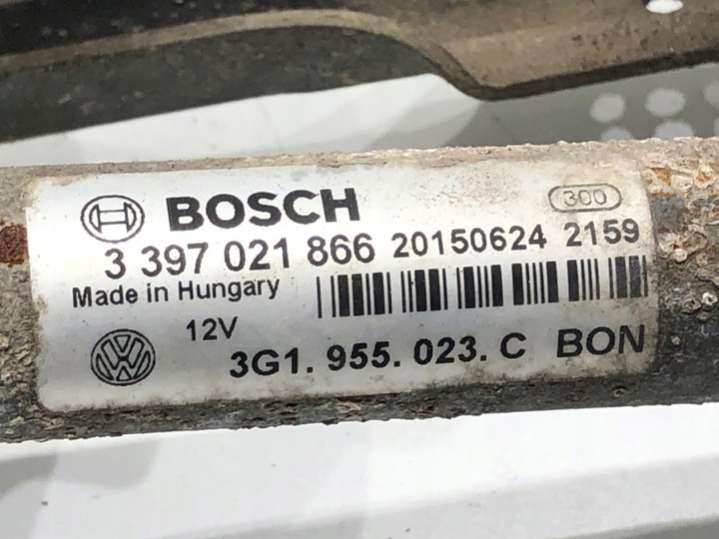 BOSCH 300
3 397 021 866 20150624 2159
Made in Hungary
12V
3G1. 955. 023. C BON